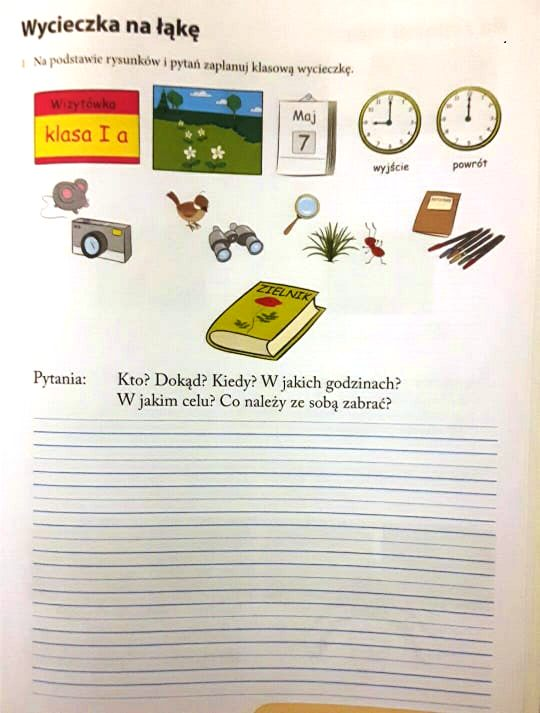 Wycieczka na łąkę
1 Na podstawie rysunków i pytań zaplanuj klasową wycieczkę.
Wizytówka
klasa I a
Maj
7
wyjście
powrót
ZIELNIK
Pytania: Kto? Dokąd? Kiedy? W jakich godzinach?
W jakim celu? Co należy ze sobą zabrać?